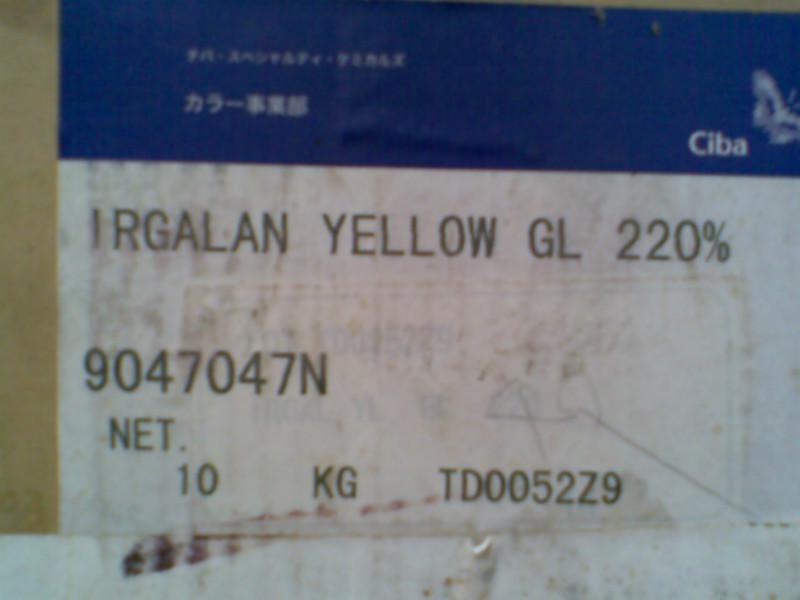 チバ・スペシャルティ・ケミカルズ
カラー事業部
Ciba
IRGALAN YELLOW GL 220%
TD0052Z9
9047047N
NET.
10 KG TD0052Z9